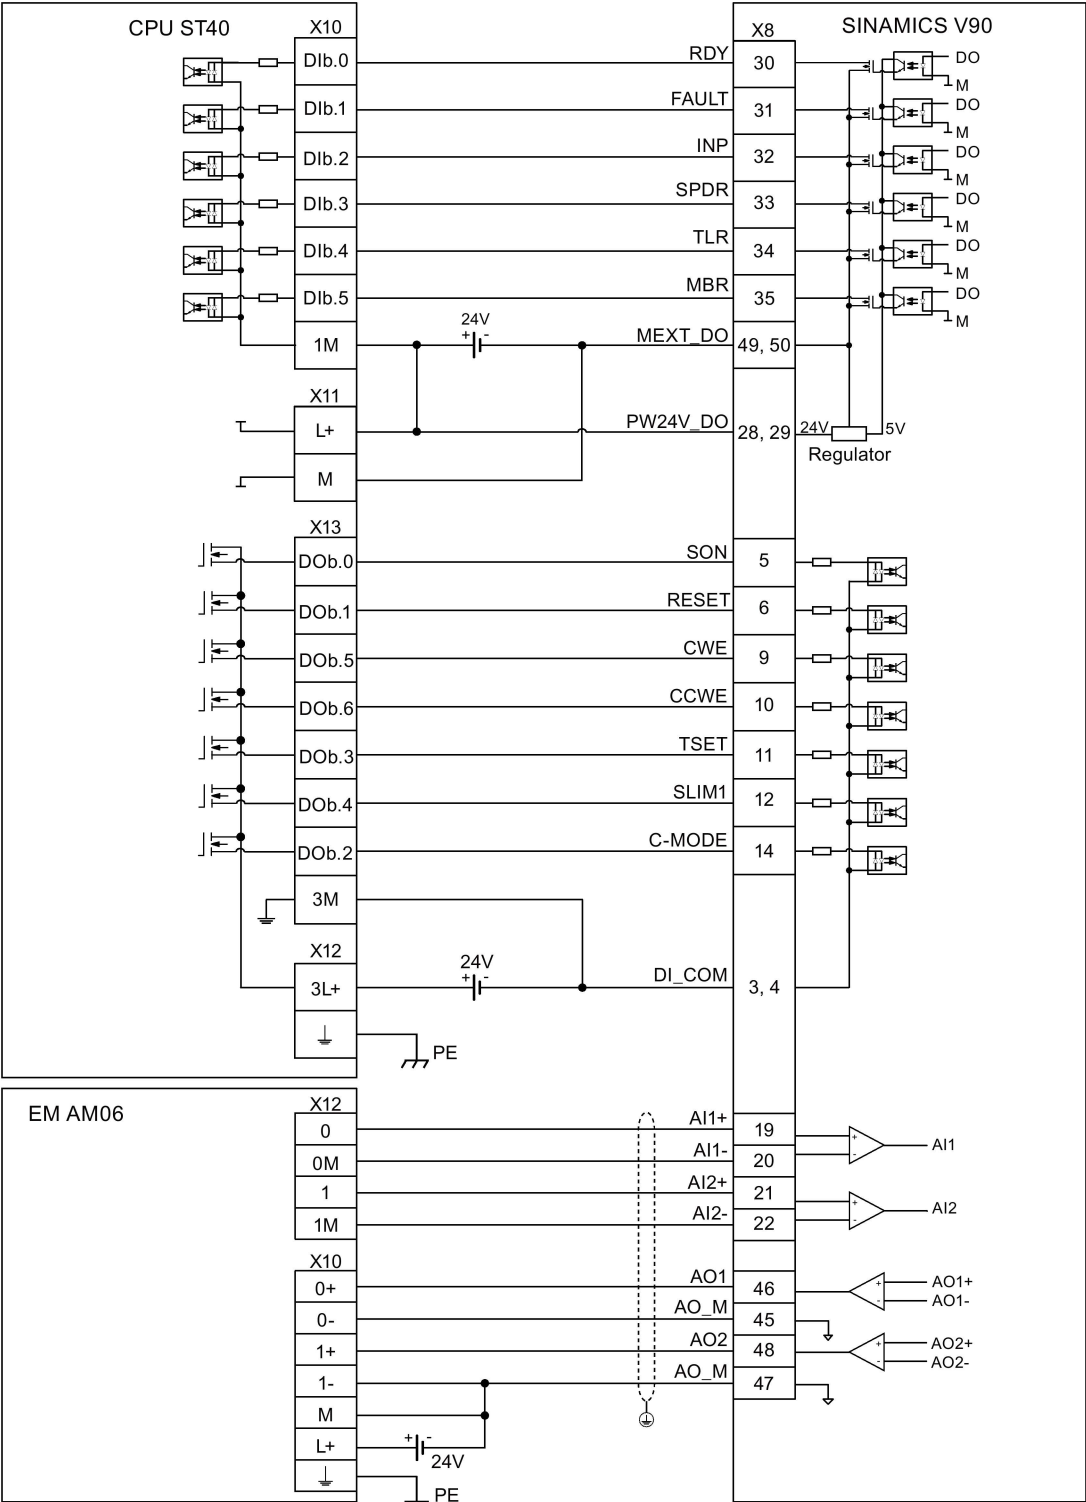 CPU ST40 X10 X8 SINAMICS V90
DIb.0 RDY 30 DO
M
DIb.1 FAULT 31 DO
M
DIb.2 INP 32 DO
M
DIb.3 SPDR 33 DO
M
DIb.4 TLR 34 DO
M
DIb.5 MBR 35 DO
M
24V
+ -
1M MEXT_DO 49, 50
X11
L+ PW24V_DO 28, 29 24V 5V
Regulator
M
X13
DOb.0 SON 5
DOb.1 RESET 6
DOb.5 CWE 9
DOb.6 CCWE 10
DOb.3 TSET 11
DOb.4 SLIM1 12
DOb.2 C-MODE 14
3M
X12
24V
+ -
3L+ DI_COM 3, 4
PE
EM AM06 X12
0 AI1+ 19 + AI1
0M AI1- 20 -
1 AI2+ 21 + AI2
1M AI2- 22 -
X10
0+ AO1 46 + AO1+
- AO1-
0- AO_M 45
1+ AO2 48 + AO2+
- AO2-
1- AO_M 47
M
L+ + - 24V
PE